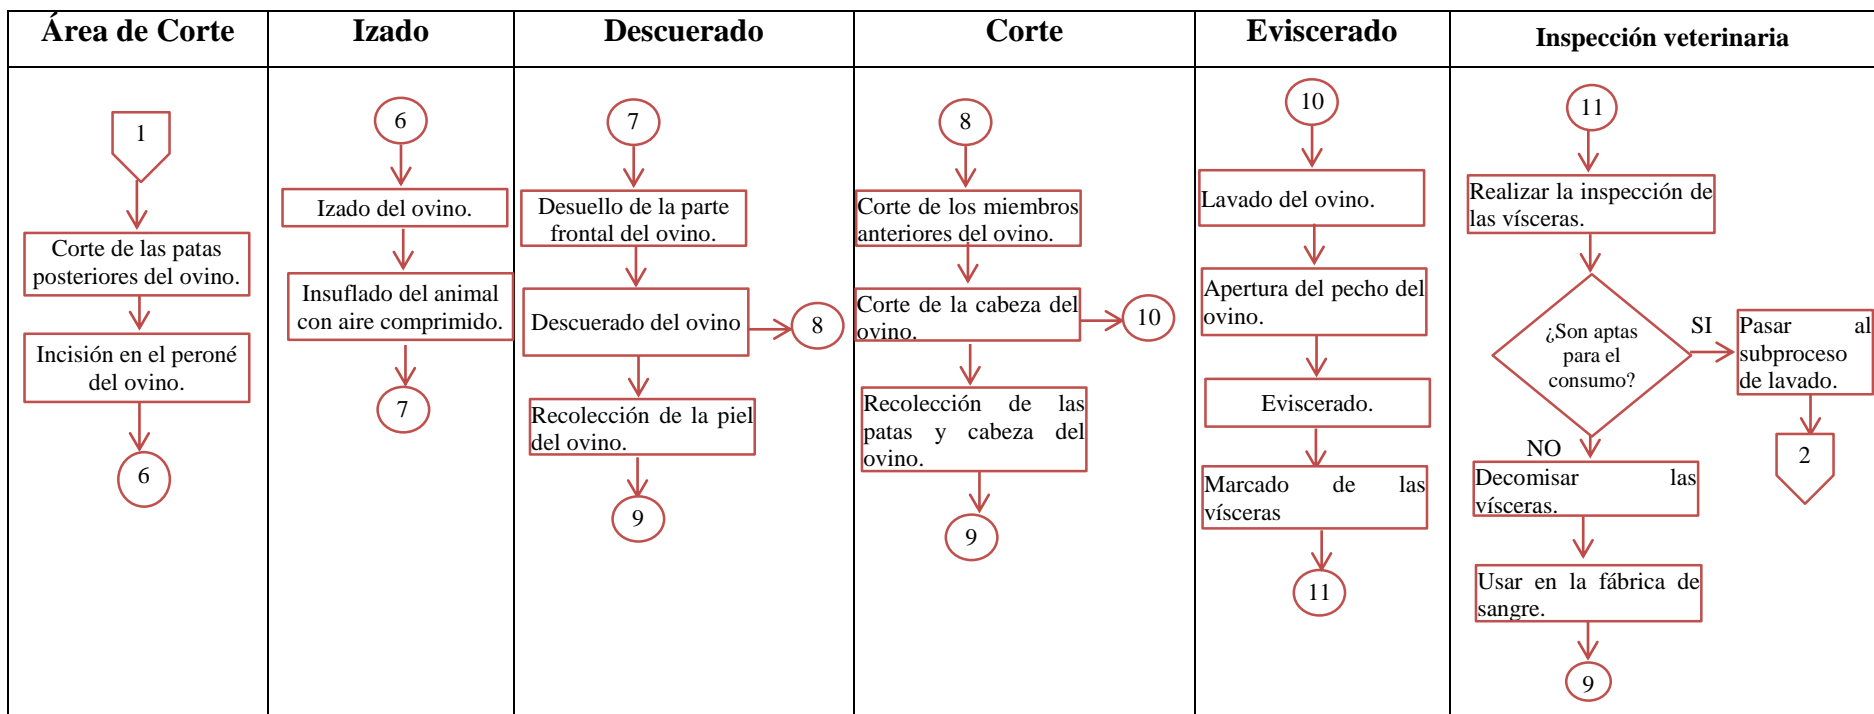 Área de Corte
Izado
Descuerado
Corte
Eviscerado
Inspección veterinaria
1
Corte de las patas
posteriores del ovino.
Incisión en el peroné
del ovino.
6
6
Izado del ovino.
Insuflado del animal
con aire comprimido.
7
7
Desuello de la parte
frontal del ovino.
Descuerado del ovino
8
Recolección de la piel
del ovino.
9
8
Corte de los miembros
anteriores del ovino.
Corte de la cabeza del
ovino.
10
Recolección de las
patas y cabeza del
ovino.
9
10
Lavado del ovino.
Apertura del pecho del
ovino.
Eviscerado.
Marcado de las
vísceras
11
11
Realizar la inspección de
las vísceras.
¿Son aptas
para el
consumo?
SI
Pasar al
subproceso
de lavado.
2
NO
Decomisar las
vísceras.
Usar en la fábrica de
sangre.
9